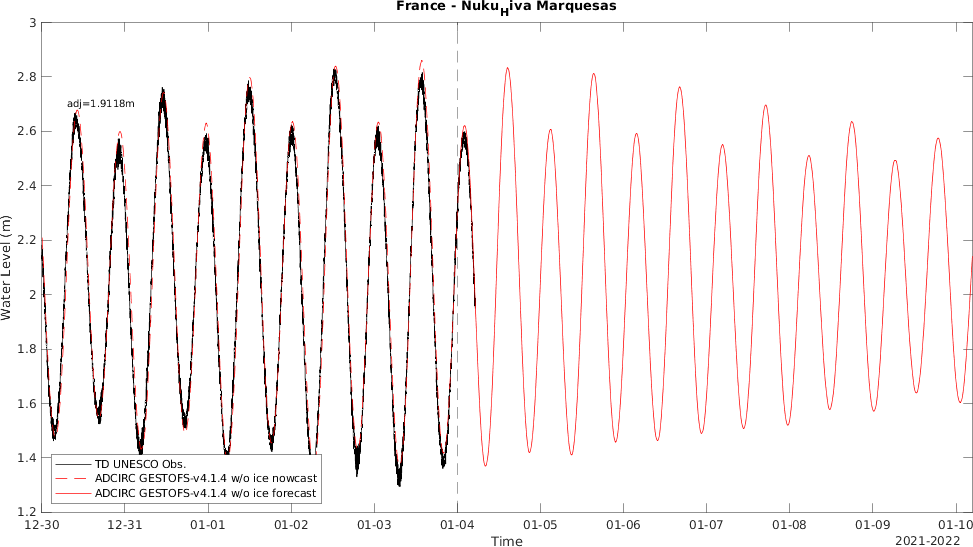 France - Nuku Hiva Marquesas
3
2.8
2.6
2.4
2.2
2
1.8
1.6
1.4
1.2
Water Level (m)
adj=1.9118m
TD UNESCO Obs.
ADCIRC GESTOFS-v4.1.4 w/o ice nowcast
ADCIRC GESTOFS-v4.1.4 w/o ice forecast
12-30 12-31 01-01 01-02 01-03 01-04 01-05 01-06 01-07 01-08 01-09 01-10
Time
2021-2022